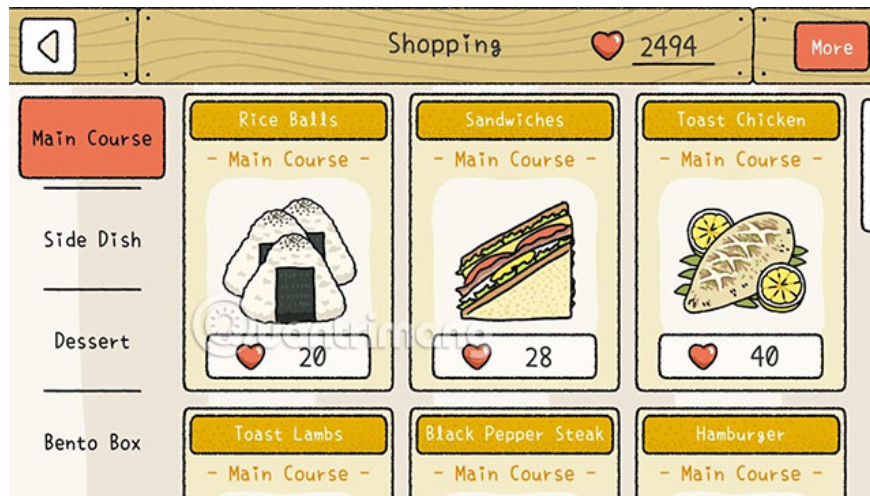 Shopping
2494
More
Main Course
Side Dish
Dessert
Bento Box
Rice Balls
- Main Course -
20
Sandwiches
- Main Course -
28
Toast Chicken
- Main Course -
40
Toast Lambs
- Main Course -
Black Pepper Steak
- Main Course -
Hamburger
- Main Course -
@uantrimang